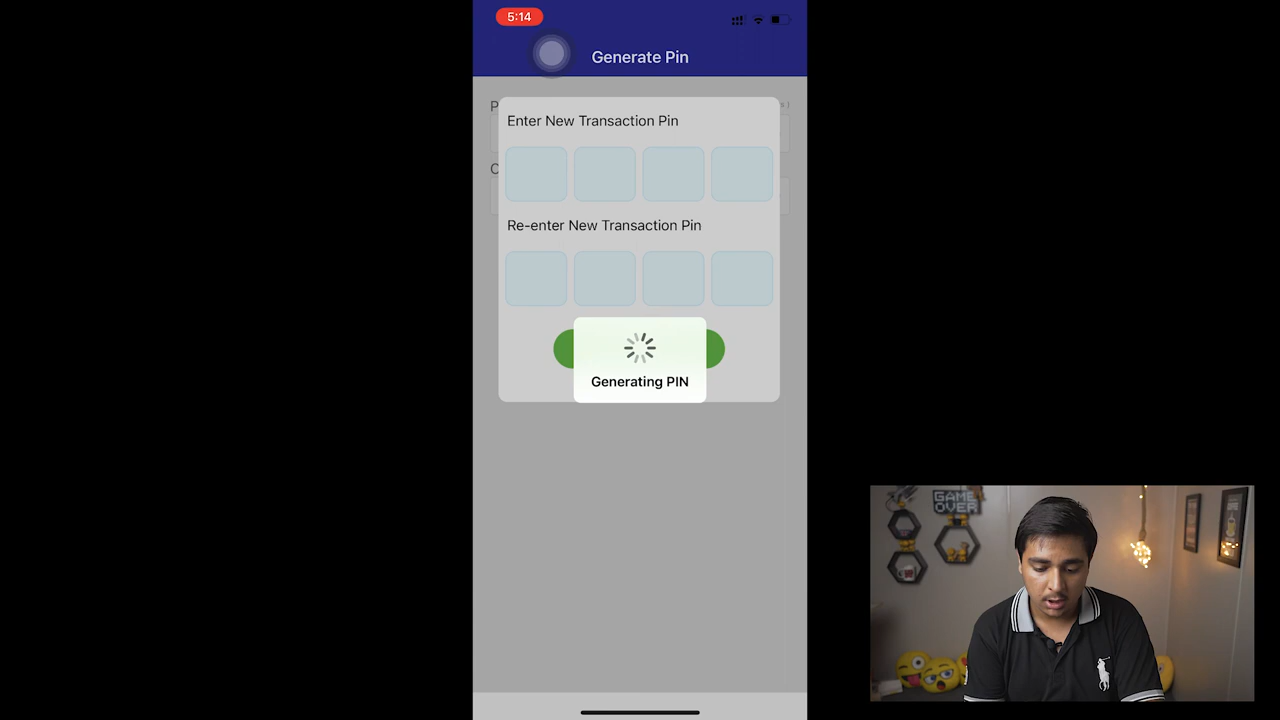 5:14
Generate Pin
P
Enter New Transaction Pin
C
Re-enter New Transaction Pin
Generating PIN
GAME
OVER